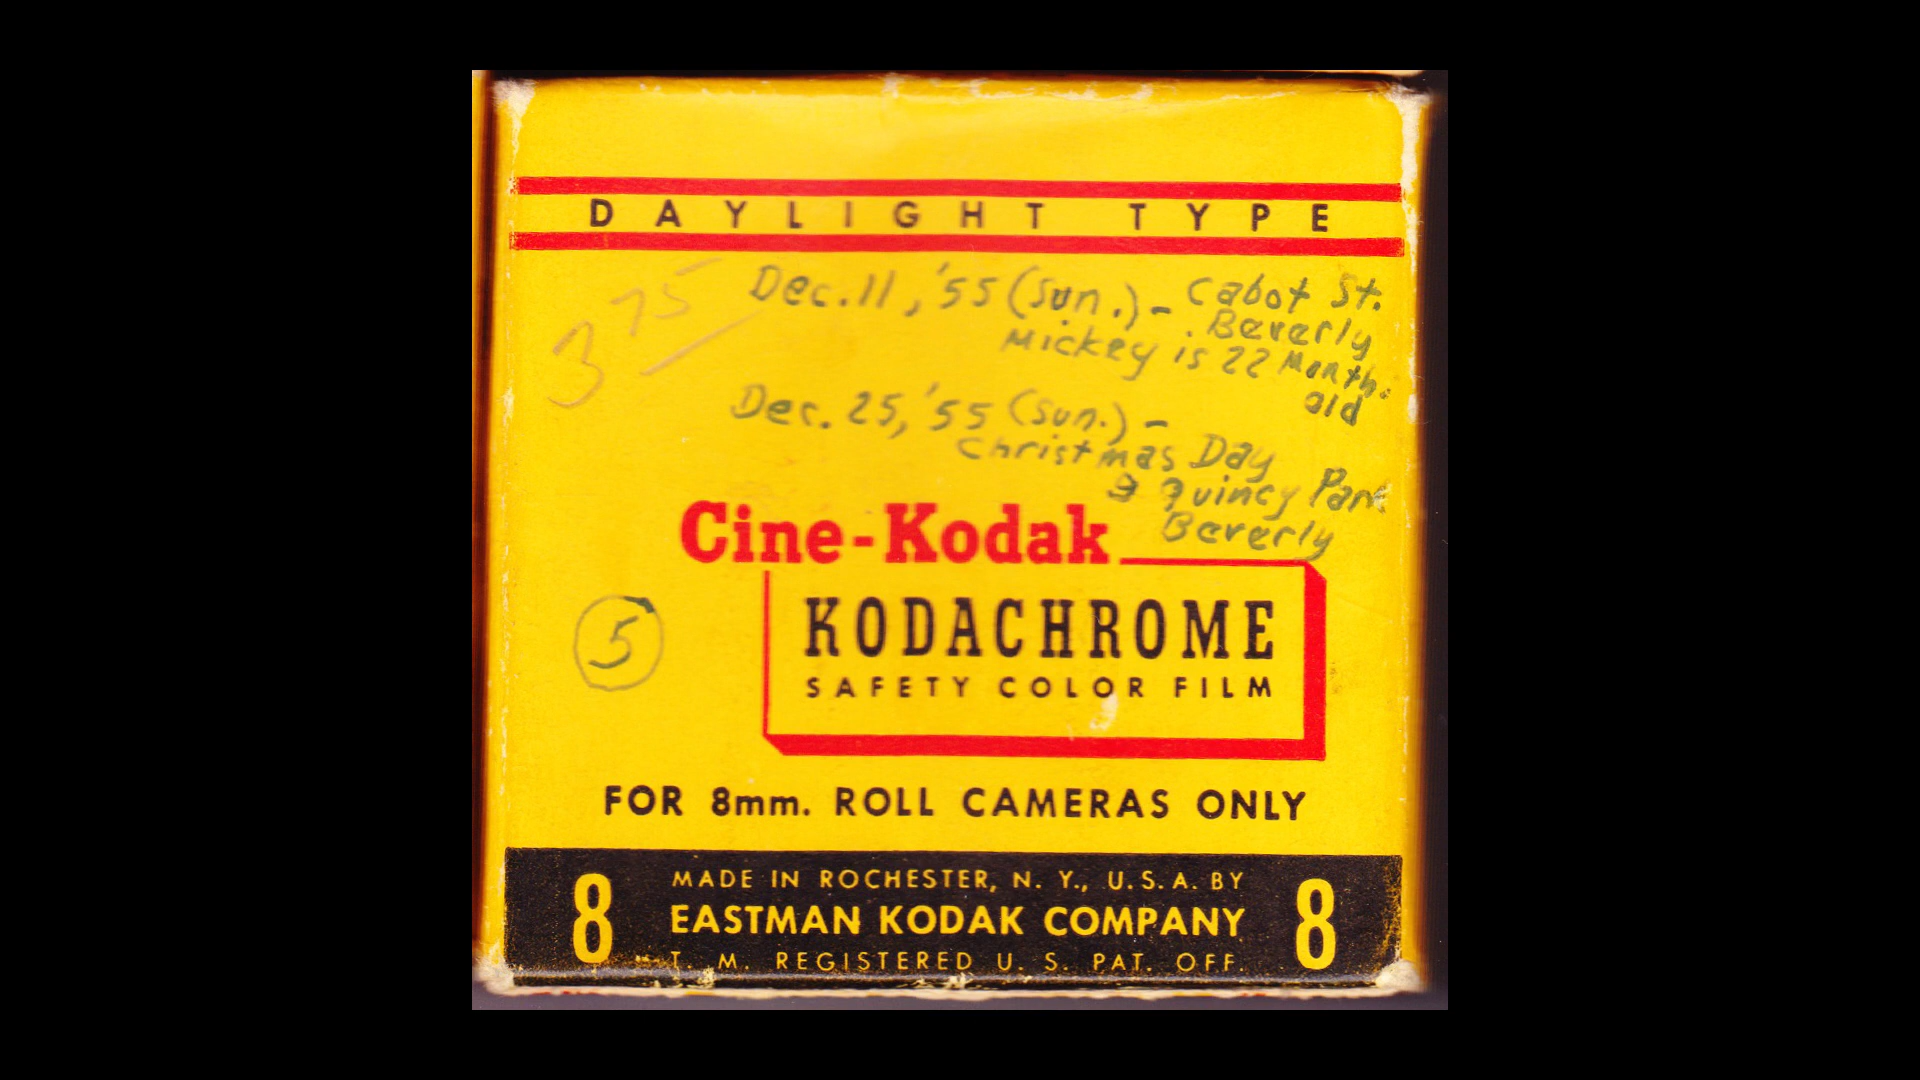 DAYLIGHT TYPE
3 75
Dec. 11, '55 (Sun.) - Cabot St.
Beverly
Mickey is 22 Months
old
Dec. 25, '55 (Sun.) -
Christmas Day
9 Quincy Park
Beverly
Cine-Kodak
5
KODACHROME
SAFETY COLOR FILM
FOR 8mm. ROLL CAMERAS ONLY
8 MADE IN ROCHESTER, N. Y., U.S.A. BY 8
EASTMAN KODAK COMPANY
T. M. REGISTERED U. S. PAT. OFF.